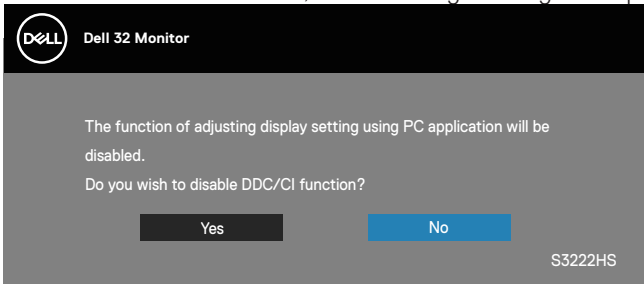 DELL
Dell 32 Monitor
The function of adjusting display setting using PC application will be
disabled.
Do you wish to disable DDC/CI function?
Yes
No
S3222HS